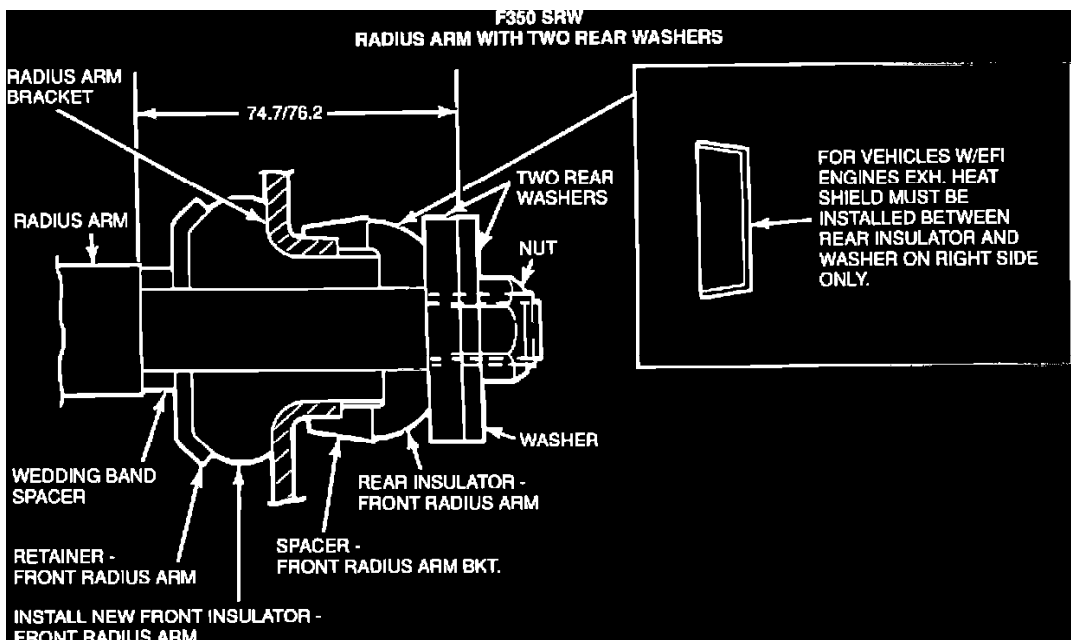 F350 SRW
RADIUS ARM WITH TWO REAR WASHERS
RADIUS ARM
BRACKET
74.7/76.2
TWO REAR
WASHERS
FOR VEHICLES W/EFI
ENGINES EXH. HEAT
SHIELD MUST BE
INSTALLED BETWEEN
REAR INSULATOR AND
WASHER ON RIGHT SIDE
ONLY.
RADIUS ARM
NUT
WASHER
WEDDING BAND
SPACER
REAR INSULATOR -
FRONT RADIUS ARM
RETAINER -
FRONT RADIUS ARM
SPACER -
FRONT RADIUS ARM BKT.
INSTALL NEW FRONT INSULATOR -
FRONT RADIUS ARM